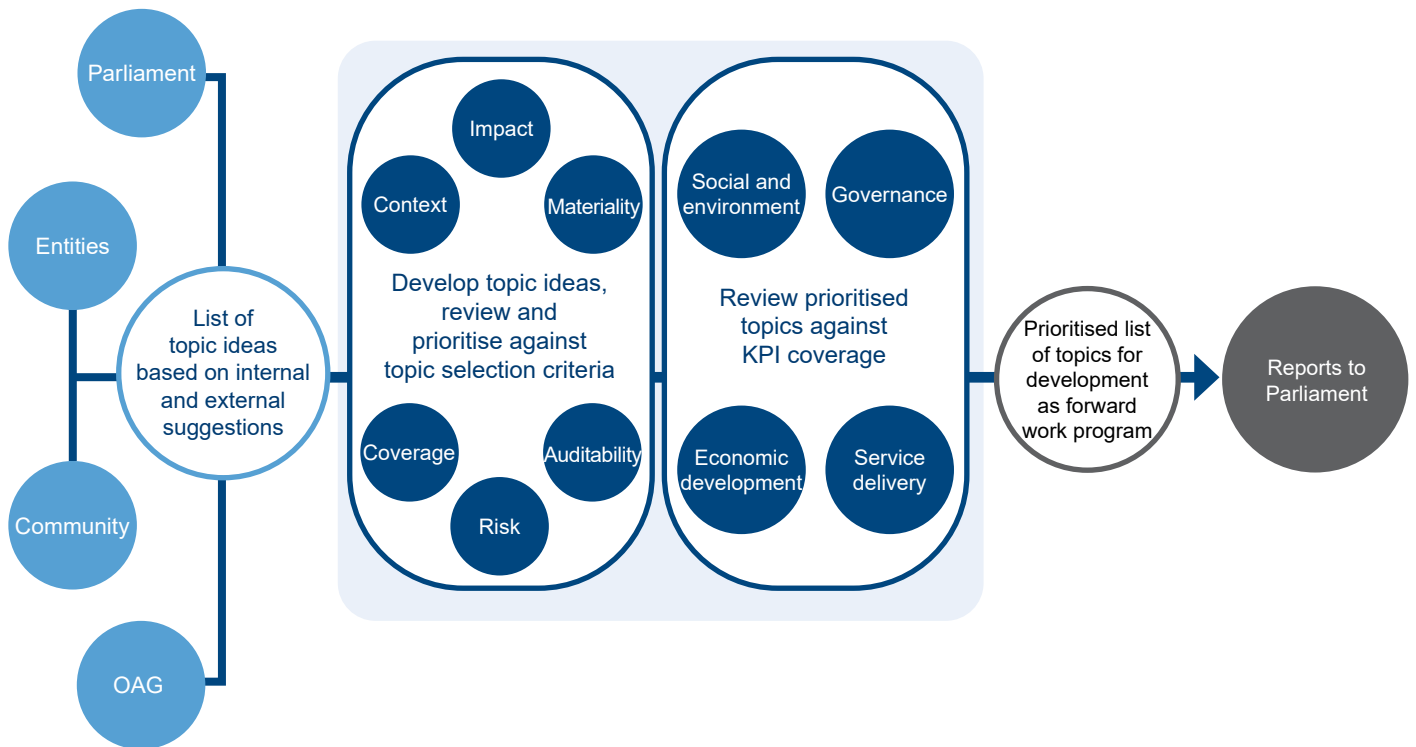 Parliament
Entities
Community
OAG
List of
topic ideas
based on internal
and external
suggestions
Impact
Context
Materiality
Develop topic ideas,
review and
prioritise against
topic selection criteria
Coverage
Auditability
Risk
Social and
environment
Governance
Review prioritised
topics against
KPI coverage
Economic
development
Service
delivery
Prioritised list
of topics for
development
as forward
work program
Reports to
Parliament